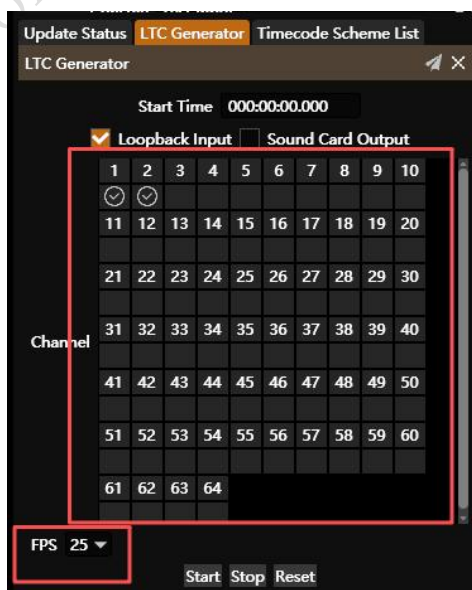 Update Status LTC Generator Timecode Scheme List
LTC Generator
Start Time 000:00:00.000
Loopback Input Sound Card Output
1 2 3 4 5 6 7 8 9 10
11 12 13 14 15 16 17 18 19 20
21 22 23 24 25 26 27 28 29 30
31 32 33 34 35 36 37 38 39 40
Channel
41 42 43 44 45 46 47 48 49 50
51 52 53 54 55 56 57 58 59 60
61 62 63 64
FPS 25
Start Stop Reset